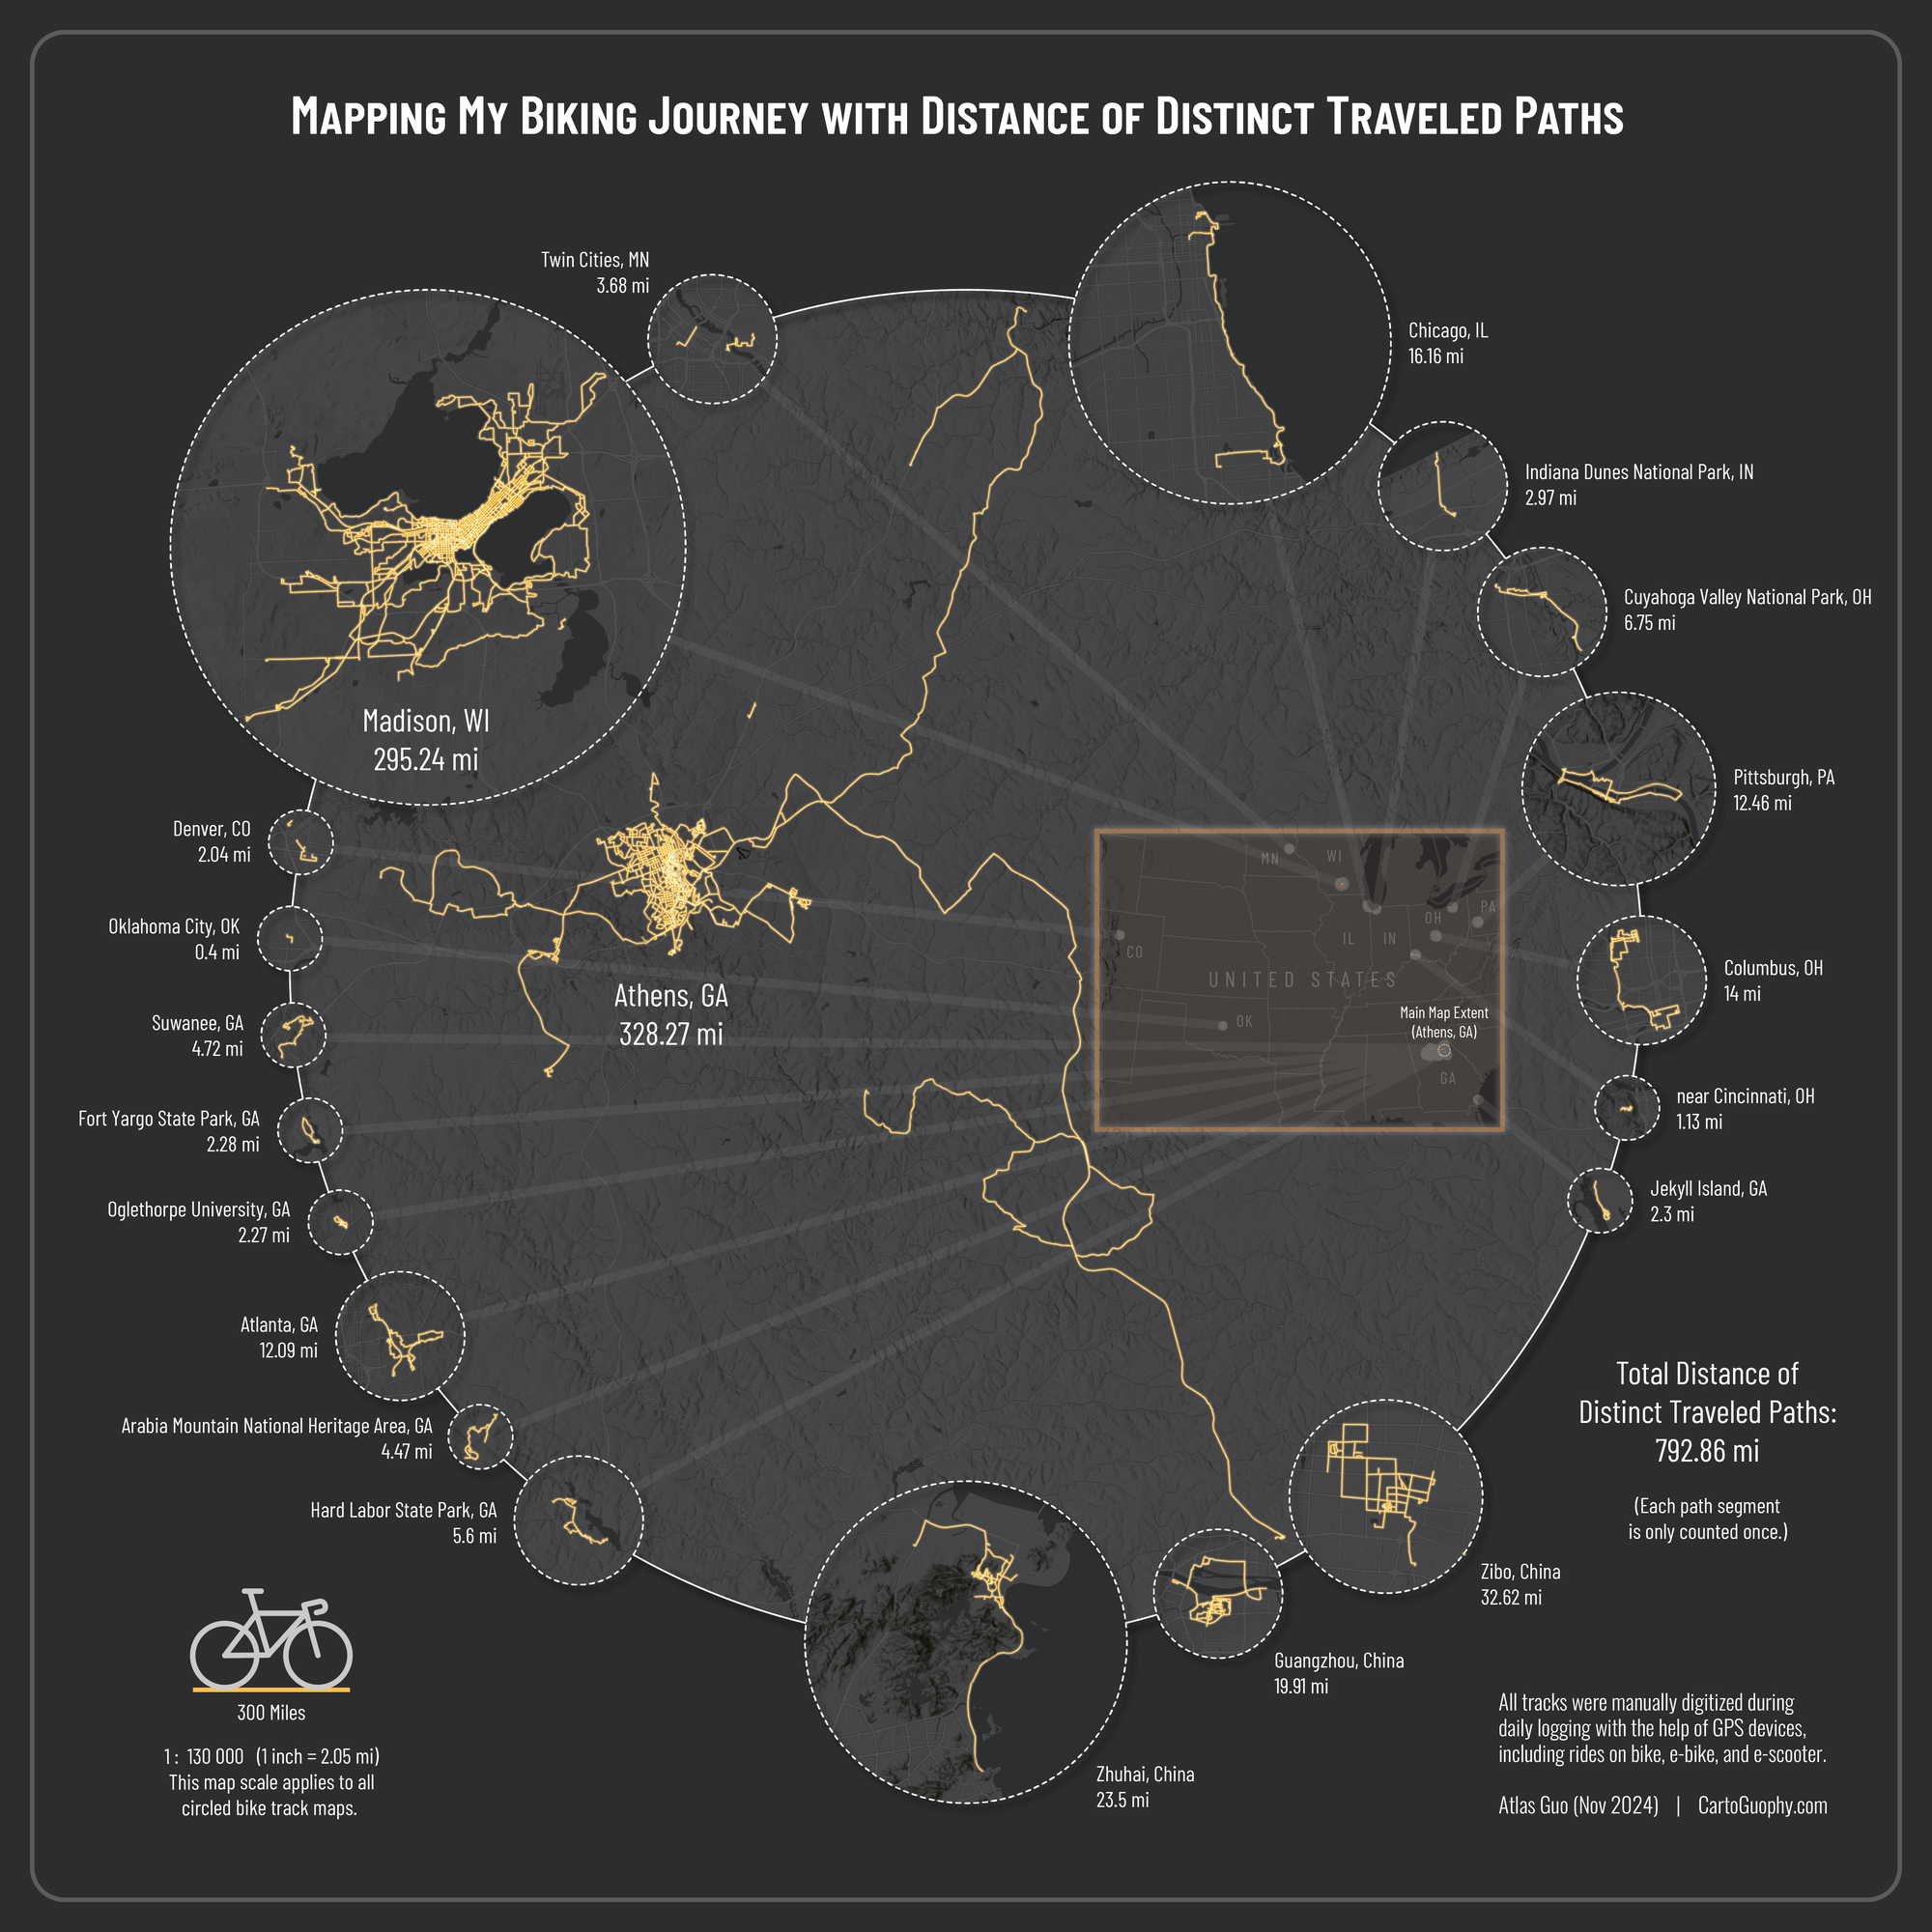 Mapping My Biking Journey with Distance of Distinct Traveled Paths
Twin Cities, MN
3.68 mi
Chicago, IL
16.16 mi
Indiana Dunes National Park, IN
2.97 mi
Cuyahoga Valley National Park, OH
6.75 mi
Madison, WI
295.24 mi
Pittsburgh, PA
12.46 mi
Denver, CO
2.04 mi
Oklahoma City, OK
0.4 mi
Suwanee, GA
4.72 mi
Athens, GA
328.27 mi
MN
WI
PA
OH
IL
IN
CO
UNITED STATES
OK
Main Map Extent
(Athens, GA)
GA
Columbus, OH
14 mi
near Cincinnati, OH
1.13 mi
Jekyll Island, GA
2.3 mi
Fort Yargo State Park, GA
2.28 mi
Oglethorpe University, GA
2.27 mi
Atlanta, GA
12.09 mi
Arabia Mountain National Heritage Area, GA
4.47 mi
Hard Labor State Park, GA
5.6 mi
Total Distance of
Distinct Traveled Paths:
792.86 mi
(Each path segment
is only counted once.)
Zibo, China
32.62 mi
Guangzhou, China
19.91 mi
Zhuhai, China
23.5 mi
300 Miles
1 : 130 000 (1 inch = 2.05 mi)
This map scale applies to all
circled bike track maps.
All tracks were manually digitized during
daily logging with the help of GPS devices,
including rides on bike, e-bike, and e-scooter.
Atlas Guo (Nov 2024) | CartoGuophy.com